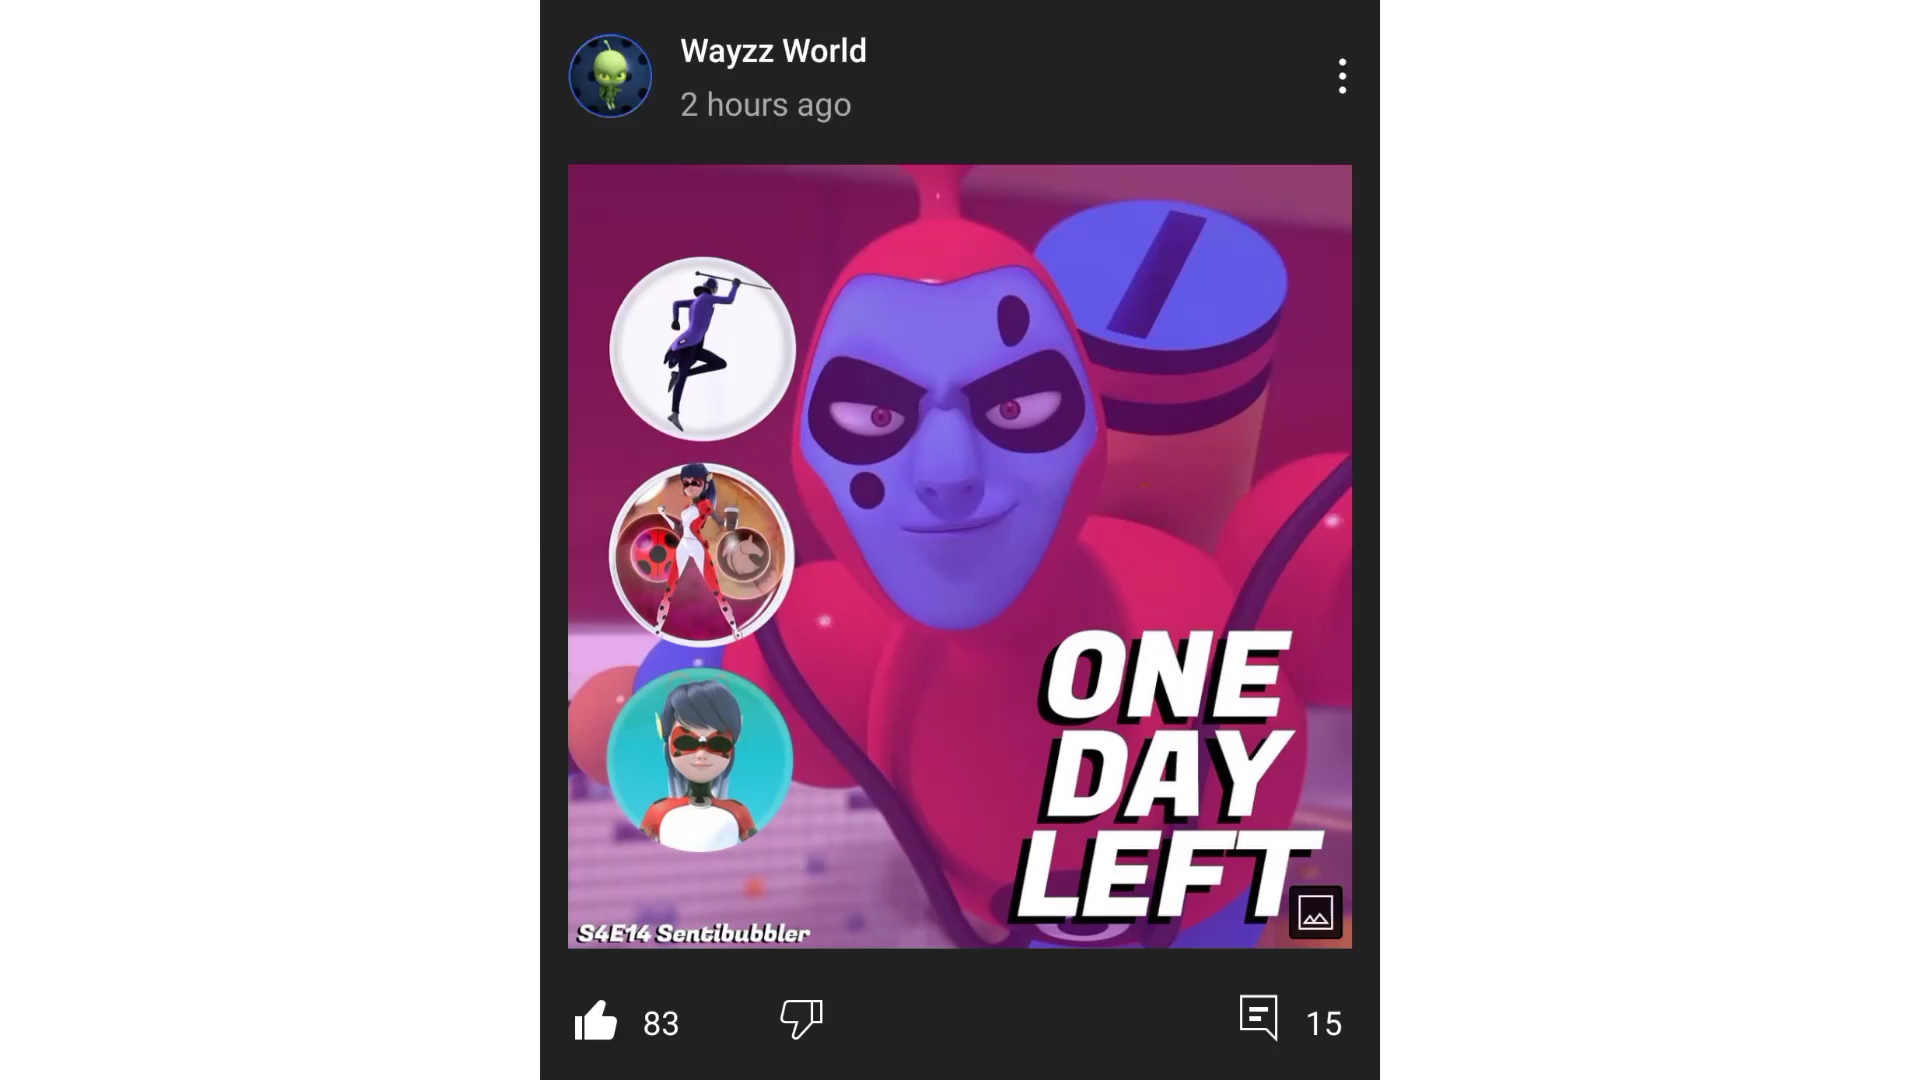 Wayzz World
2 hours ago
ONE
DAY
LEFT
S4E14 Sentibubbler
83
15